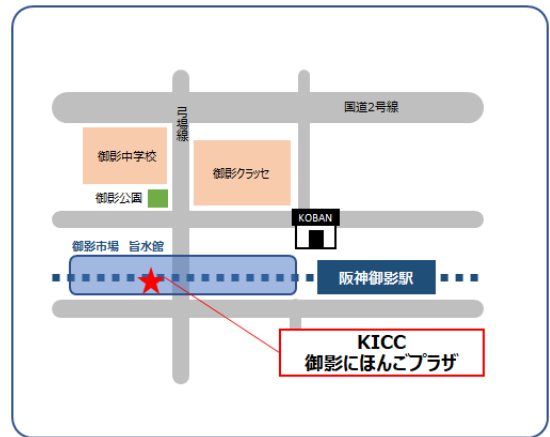 国道2号線
弓場線
御影中学校
御影クラッセ
御影公園
KOBAN
御影市場 旨水館
阪神御影駅
KICC
御影にほんごプラザ